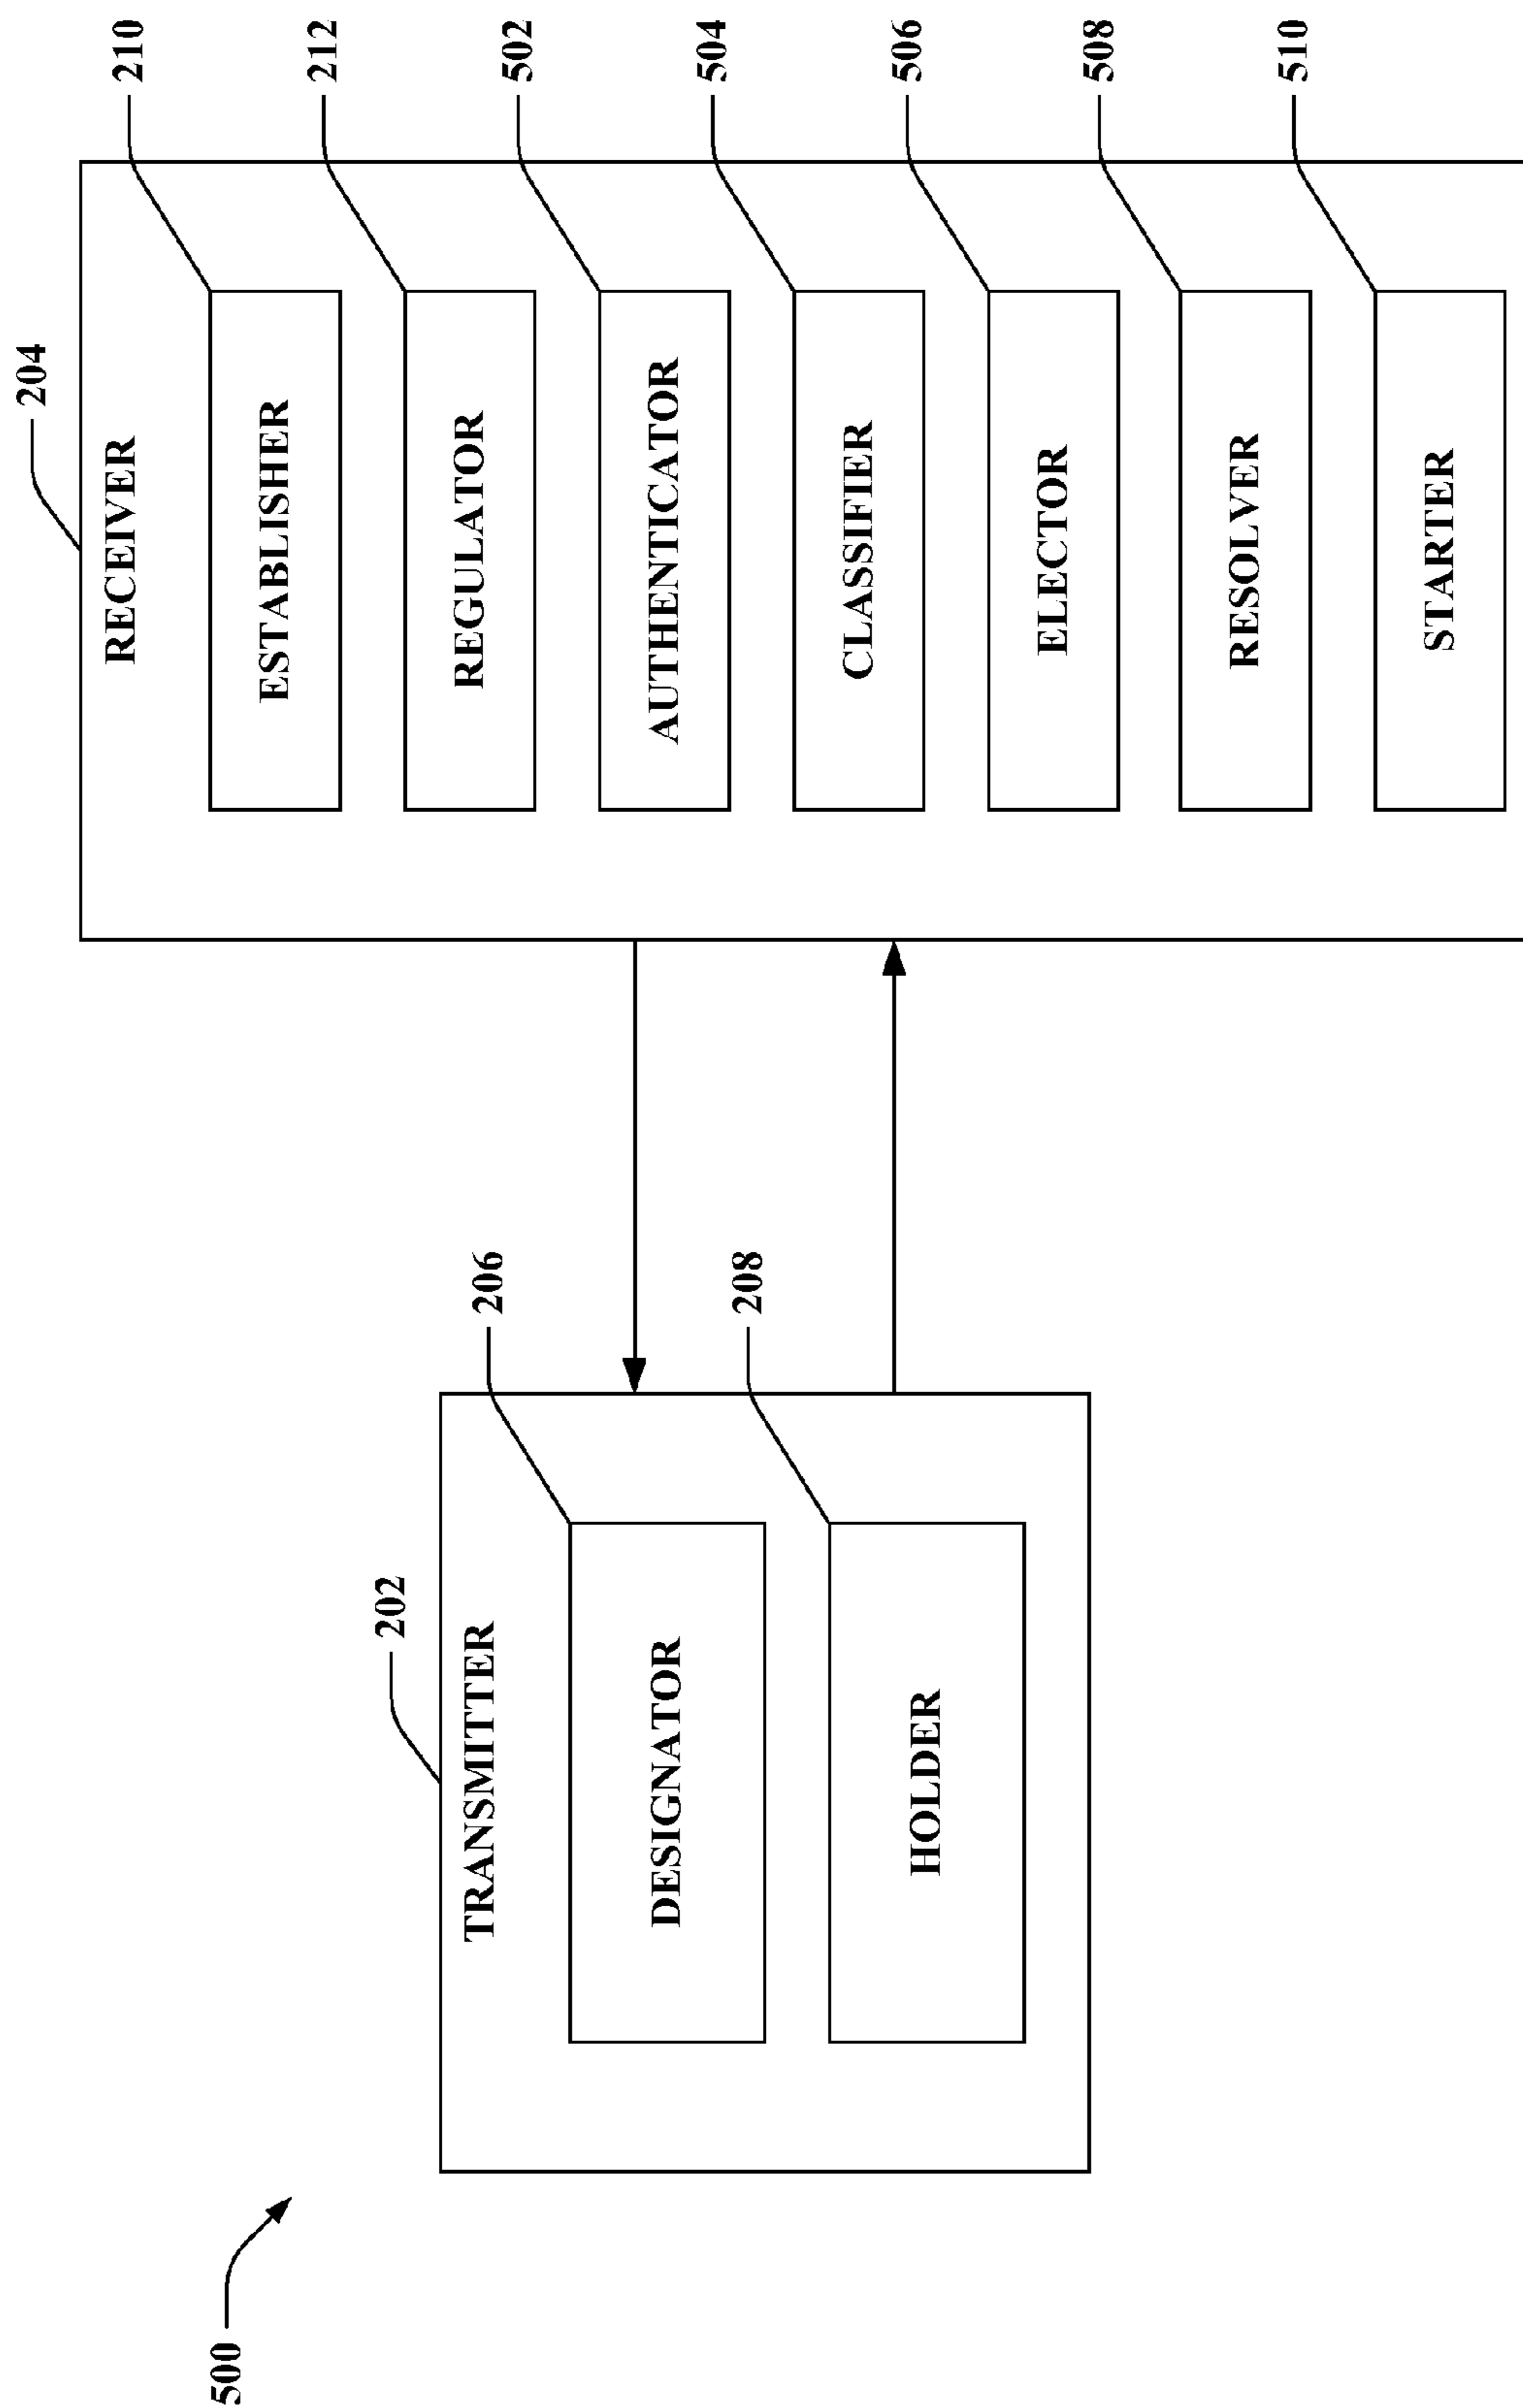 500
202
TRANSMITTER
206
DESIGNATOR
208
HOLDER
204
RECEIVER
210
ESTABLISHER
212
REGULATOR
502
AUTHENTICATOR
504
CLASSIFIER
506
ELECTOR
508
RESOLVER
510
STARTER